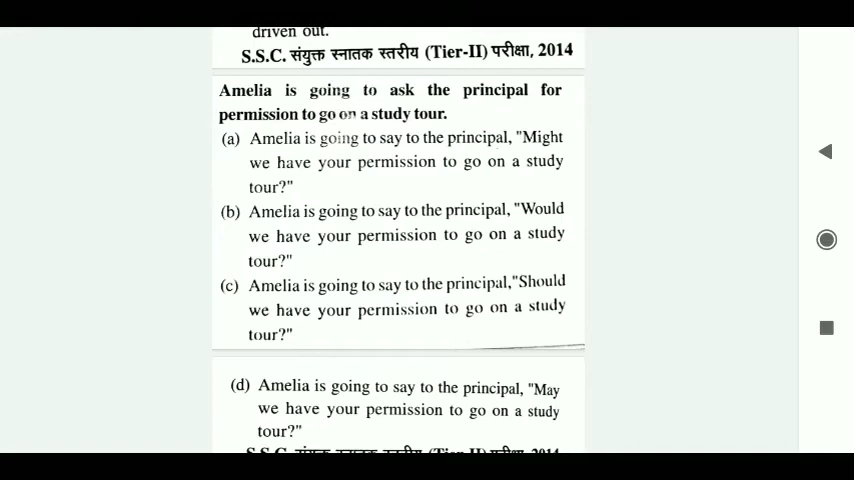 driven out.
S.S.C. संयुक्त स्नातक स्तरीय (Tier-II) परीक्षा, 2014
Amelia is going to ask the principal for
permission to go on a study tour.
(a) Amelia is going to say to the principal, "Might
we have your permission to go on a study
tour?"
(b) Amelia is going to say to the principal, "Would
we have your permission to go on a study
tour?"
(c) Amelia is going to say to the principal,"Should
we have your permission to go on a study
tour?"
(d) Amelia is going to say to the principal, "May
we have your permission to go on a study
tour?"
S.S.C. संयुक्त स्नातक स्तरीय (Tier-II) परीक्षा, 2014